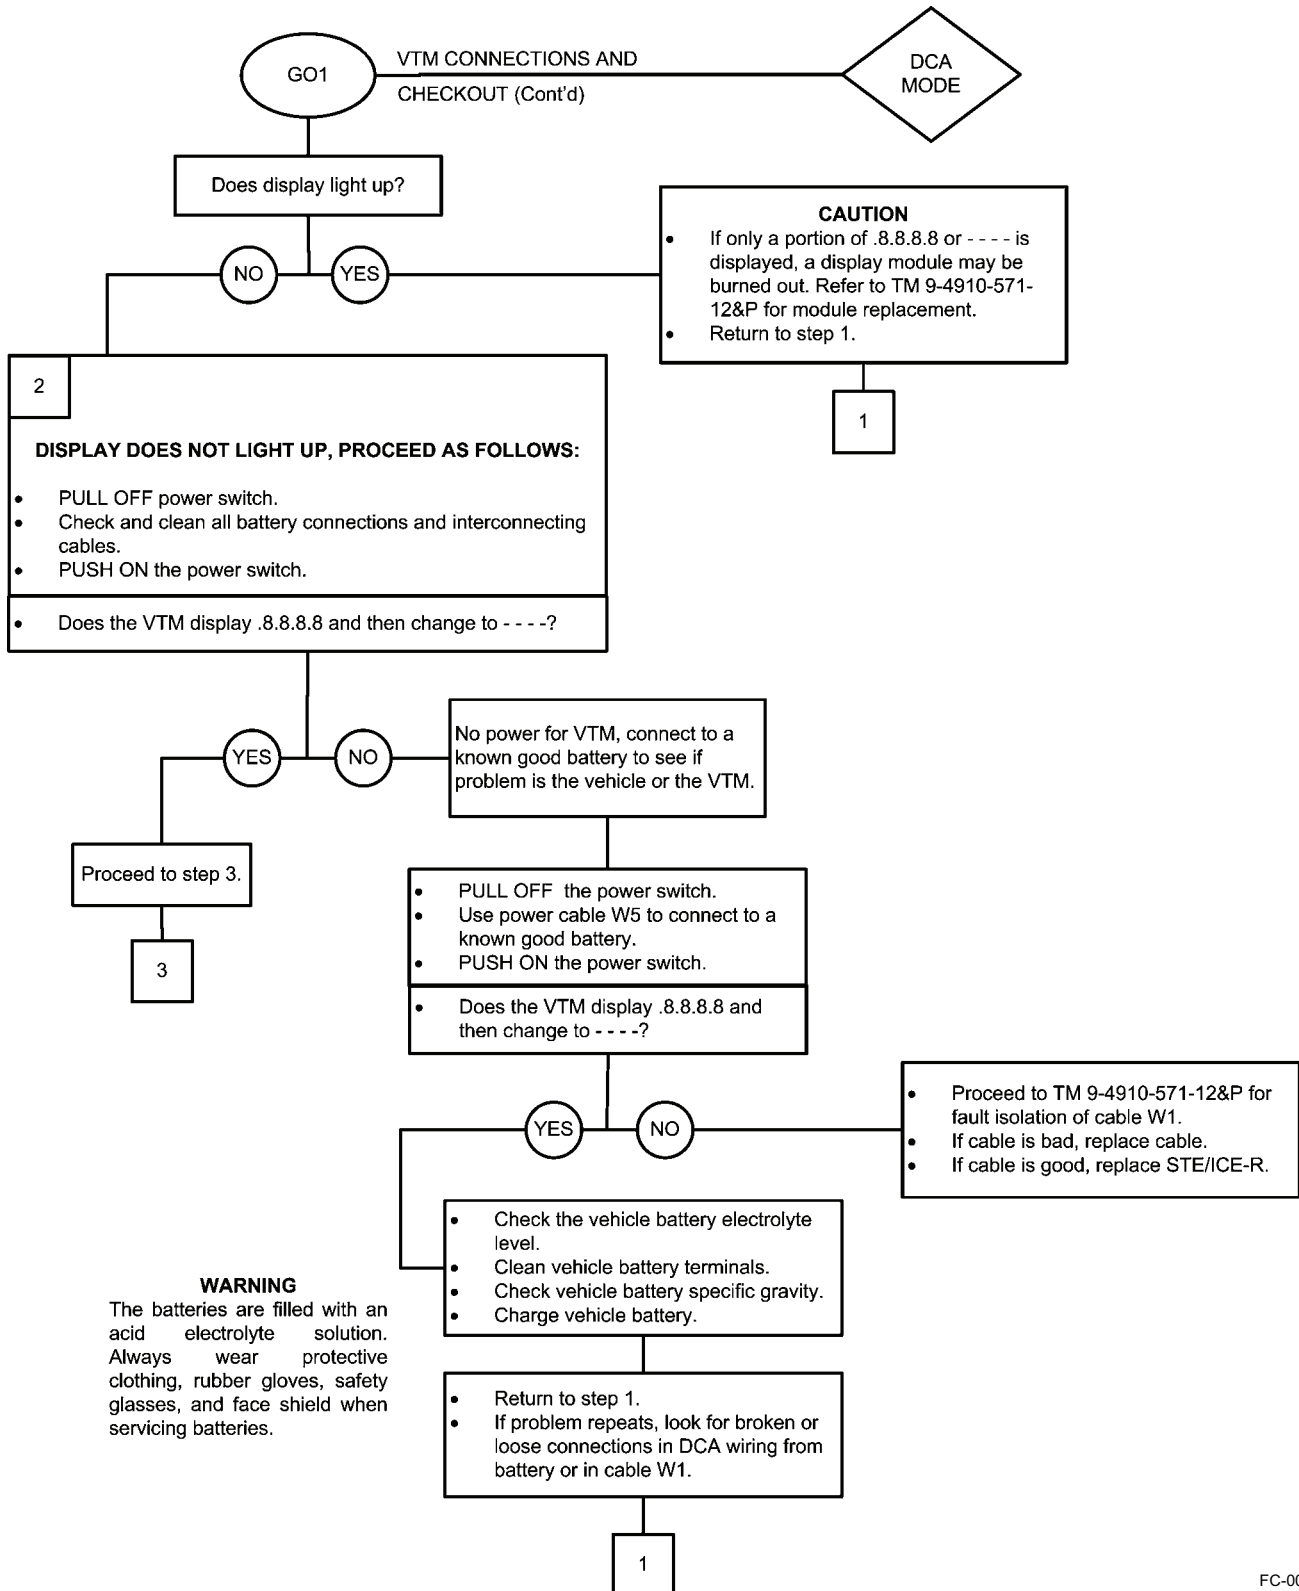 GO1
VTM CONNECTIONS AND
CHECKOUT (Cont'd)
DCA
MODE
Does display light up?
NO
YES
CAUTION
• If only a portion of .8.8.8.8 or - - - - is
displayed, a display module may be
burned out. Refer to TM 9-4910-571-
12&P for module replacement.
• Return to step 1.
1
2
DISPLAY DOES NOT LIGHT UP, PROCEED AS FOLLOWS:
• PULL OFF power switch.
• Check and clean all battery connections and interconnecting
cables.
• PUSH ON the power switch.
• Does the VTM display .8.8.8.8 and then change to - - - -?
YES
NO
No power for VTM, connect to a
known good battery to see if
problem is the vehicle or the VTM.
Proceed to step 3.
3
• PULL OFF the power switch.
• Use power cable W5 to connect to a
known good battery.
• PUSH ON the power switch.
• Does the VTM display .8.8.8.8 and
then change to - - - -?
YES
NO
• Proceed to TM 9-4910-571-12&P for
fault isolation of cable W1.
• If cable is bad, replace cable.
• If cable is good, replace STE/ICE-R.
• Check the vehicle battery electrolyte
level.
• Clean vehicle battery terminals.
• Check vehicle battery specific gravity.
• Charge vehicle battery.
WARNING
The batteries are filled with an
acid electrolyte solution.
Always wear protective
clothing, rubber gloves, safety
glasses, and face shield when
servicing batteries.
• Return to step 1.
• If problem repeats, look for broken or
loose connections in DCA wiring from
battery or in cable W1.
1